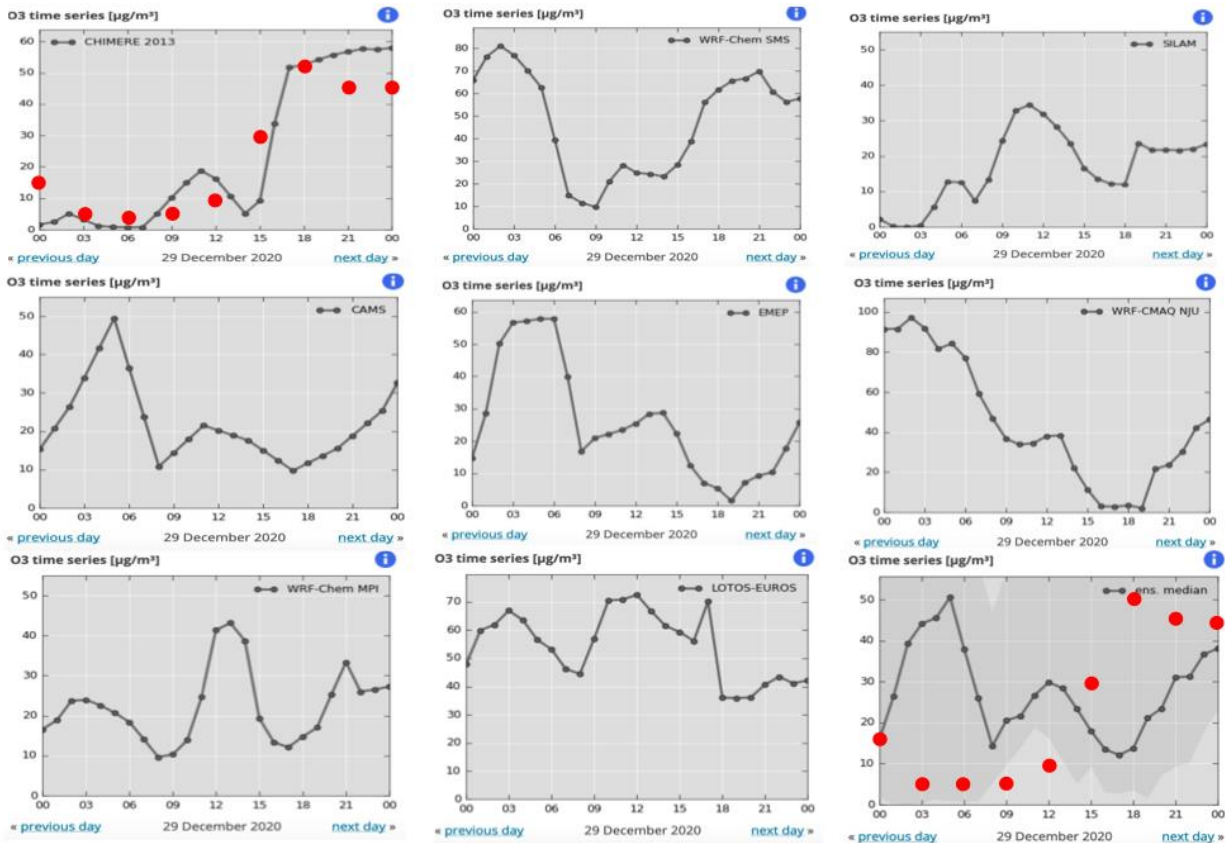 O3 time series [µg/m³]
CHIMERE 2013
60
50
40
30
20
10
0
00 03 06 09 12 15 18 21 00
« previous day 29 December 2020 next day »
O3 time series [µg/m³]
WRF-Chem SMS
80
70
60
50
40
30
20
10
0
00 03 06 09 12 15 18 21 00
« previous day 29 December 2020 next day »
O3 time series [µg/m³]
SILAM
50
40
30
20
10
0
00 03 06 09 12 15 18 21 00
« previous day 29 December 2020 next day »
O3 time series [µg/m³]
CAMS
50
40
30
20
10
0
00 03 06 09 12 15 18 21 00
« previous day 29 December 2020 next day »
O3 time series [µg/m³]
EMEP
60
50
40
30
20
10
0
00 03 06 09 12 15 18 21 00
« previous day 29 December 2020 next day »
O3 time series [µg/m³]
WRF-CMAQ NJU
100
80
60
40
20
0
00 03 06 09 12 15 18 21 00
« previous day 29 December 2020 next day »
O3 time series [µg/m³]
WRF-Chem MPI
50
40
30
20
10
0
00 03 06 09 12 15 18 21 00
« previous day 29 December 2020 next day »
O3 time series [µg/m³]
LOTOS-EUROS
70
60
50
40
30
20
10
0
00 03 06 09 12 15 18 21 00
« previous day 29 December 2020 next day »
O3 time series [µg/m³]
ens. median
50
40
30
20
10
0
00 03 06 09 12 15 18 21 00
« previous day 29 December 2020 next day »